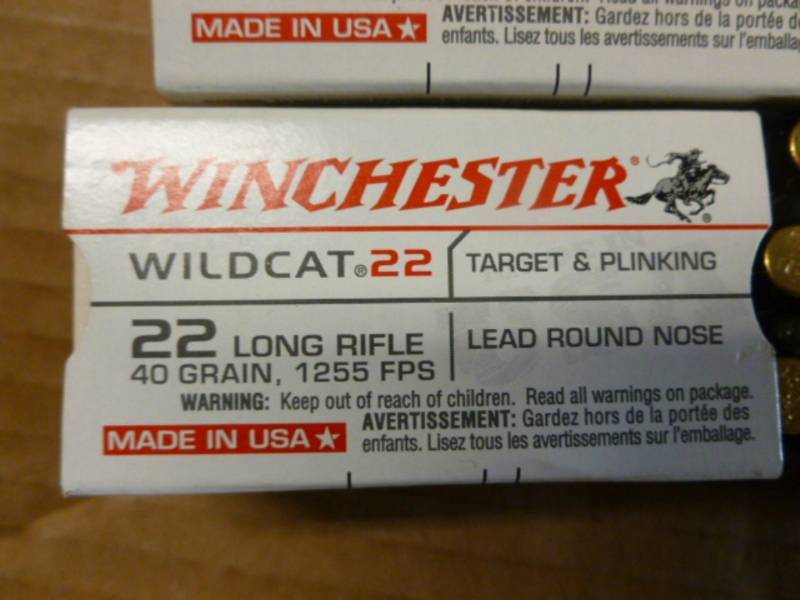 MADE IN USA
AVERTISSEMENT: Gardez hors de la portée
enfants. Lisez tous les avertissements sur l'emballa
WINCHESTER®
®
WILDCAT®22
TARGET & PLINKING
22 LONG RIFLE
40 GRAIN, 1255 FPS
LEAD ROUND NOSE
WARNING: Keep out of reach of children. Read all warnings on package.
MADE IN USA
AVERTISSEMENT: Gardez hors de la portée des
enfants. Lisez tous les avertissements sur l'emballage.